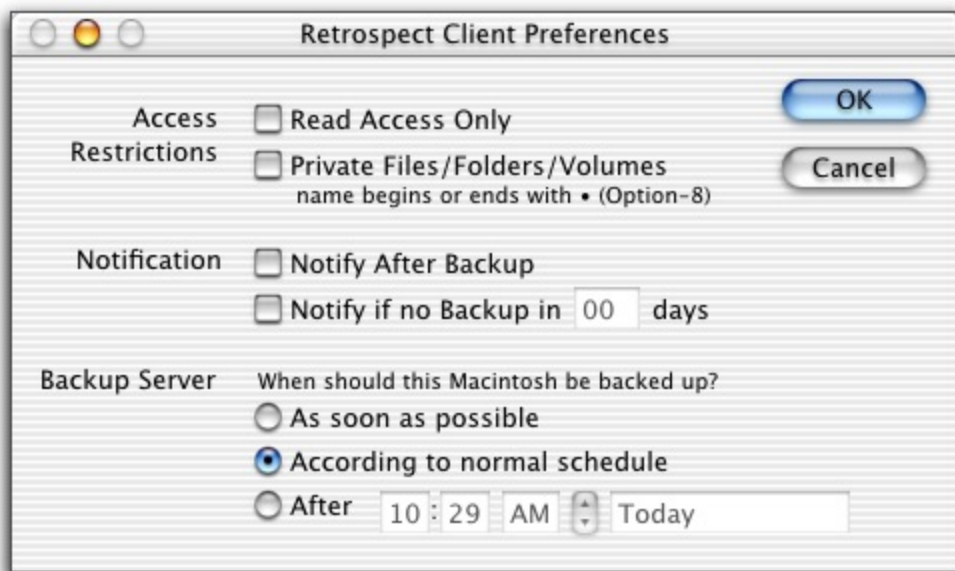 Retrospect Client Preferences
Access Restrictions
Read Access Only
Private Files/Folders/Volumes
name begins or ends with • (Option-8)
OK
Cancel
Notification
Notify After Backup
Notify if no Backup in 00 days
Backup Server
When should this Macintosh be backed up?
As soon as possible
According to normal schedule
After 10 : 29 AM Today